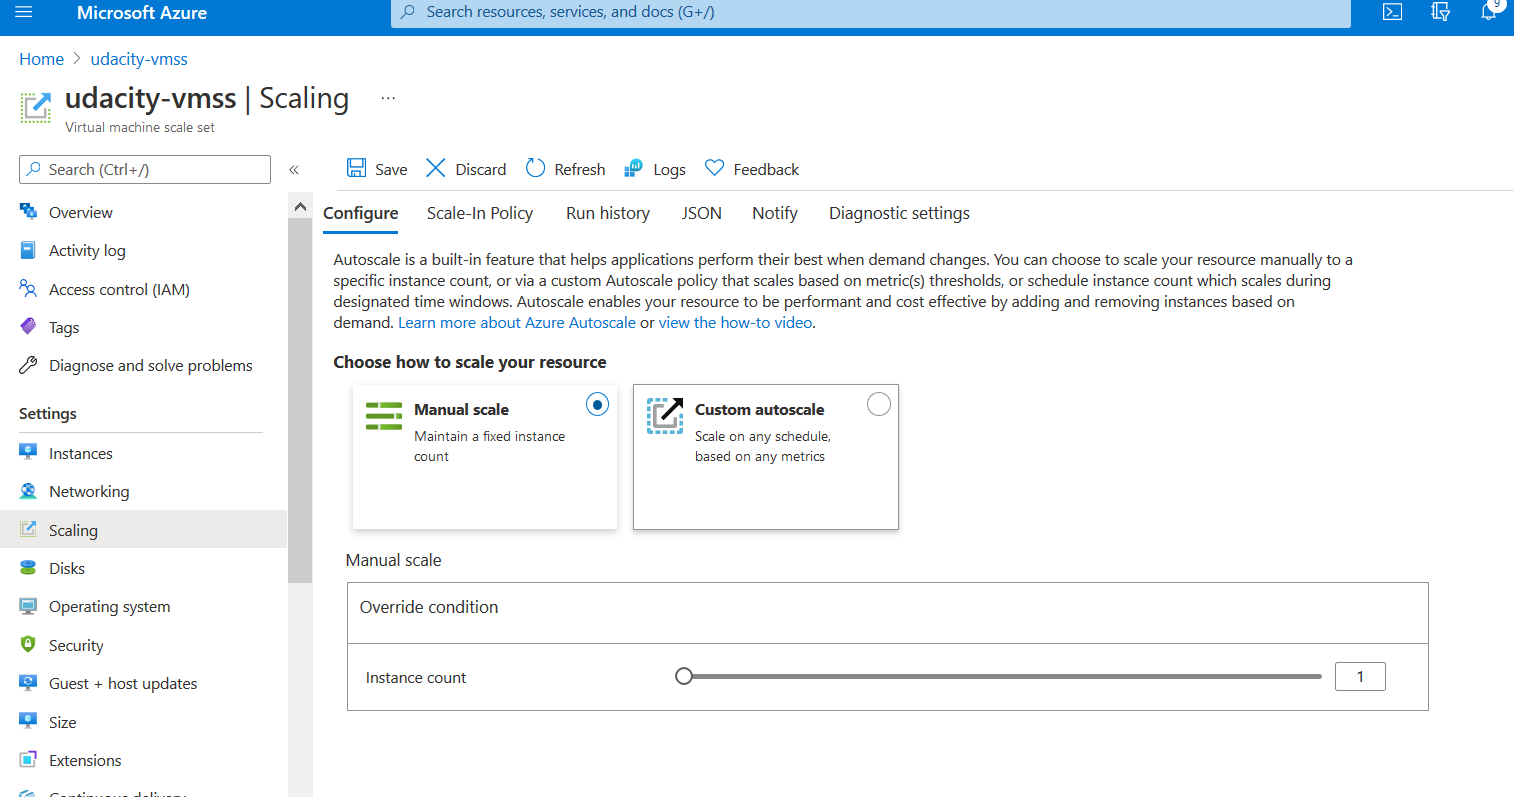 Microsoft Azure
Search resources, services, and docs (G+/)
9
Home > udacity-vmss
udacity-vmss | Scaling ...
Virtual machine scale set
Search (Ctrl+/) «
Overview
Activity log
Access control (IAM)
Tags
Diagnose and solve problems
Settings
Instances
Networking
Scaling
Disks
Operating system
Security
Guest + host updates
Size
Extensions
Continuous delivery
Save Discard Refresh Logs Feedback
Configure Scale-In Policy Run history JSON Notify Diagnostic settings
Autoscale is a built-in feature that helps applications perform their best when demand changes. You can choose to scale your resource manually to a
specific instance count, or via a custom Autoscale policy that scales based on metric(s) thresholds, or schedule instance count which scales during
designated time windows. Autoscale enables your resource to be performant and cost effective by adding and removing instances based on
demand. Learn more about Azure Autoscale or view the how-to video.
Choose how to scale your resource
Manual scale
Maintain a fixed instance
count
Custom autoscale
Scale on any schedule,
based on any metrics
Manual scale
Override condition
Instance count 1